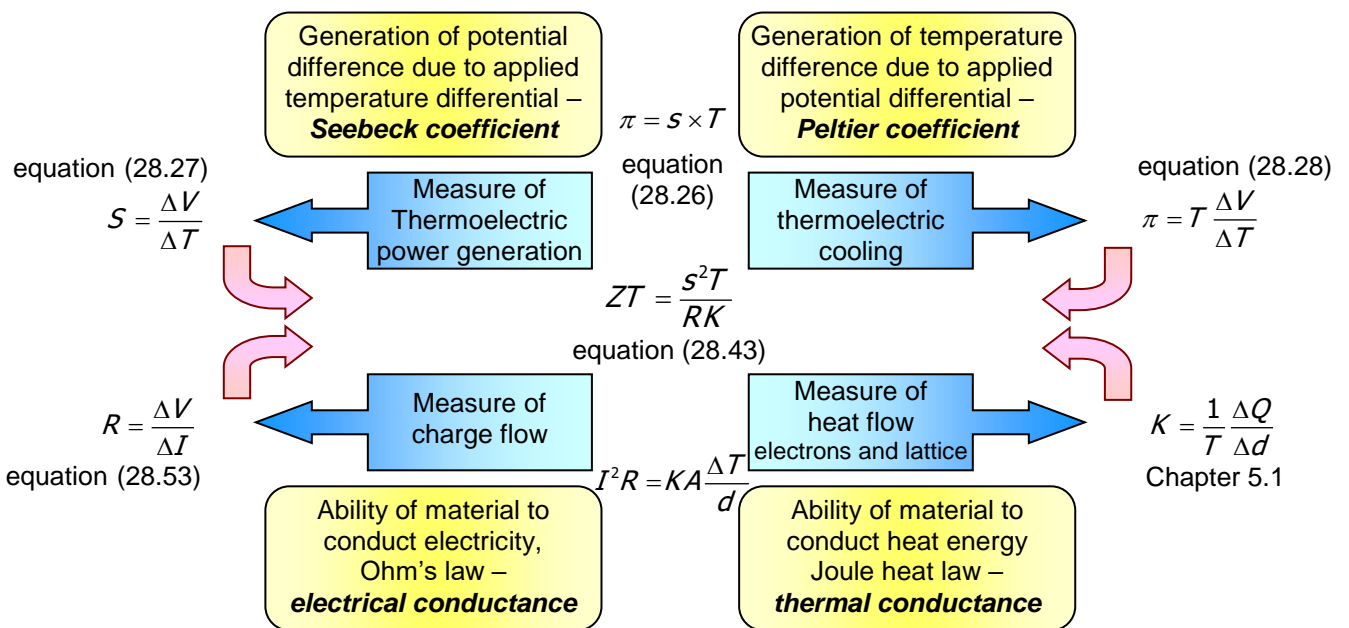 Generation of potential
difference due to applied
temperature differential –
Seebeck coefficient
Generation of temperature
difference due to applied
potential differential –
Peltier coefficient
π = s × T
equation
(28.26)
equation (28.27)
S = ΔV/ΔT
Measure of
Thermoelectric
power generation
Measure of
thermoelectric
cooling
equation (28.28)
π = T ΔV/ΔT
ZT = s²T/RK
equation (28.43)
R = ΔV/ΔI
equation (28.53)
Measure of
charge flow
Measure of
heat flow
electrons and lattice
K = 1/T ΔQ/Δd
Chapter 5.1
I²R = KA ΔT/d
Ability of material to
conduct electricity,
Ohm's law –
electrical conductance
Ability of material to
conduct heat energy
Joule heat law –
thermal conductance